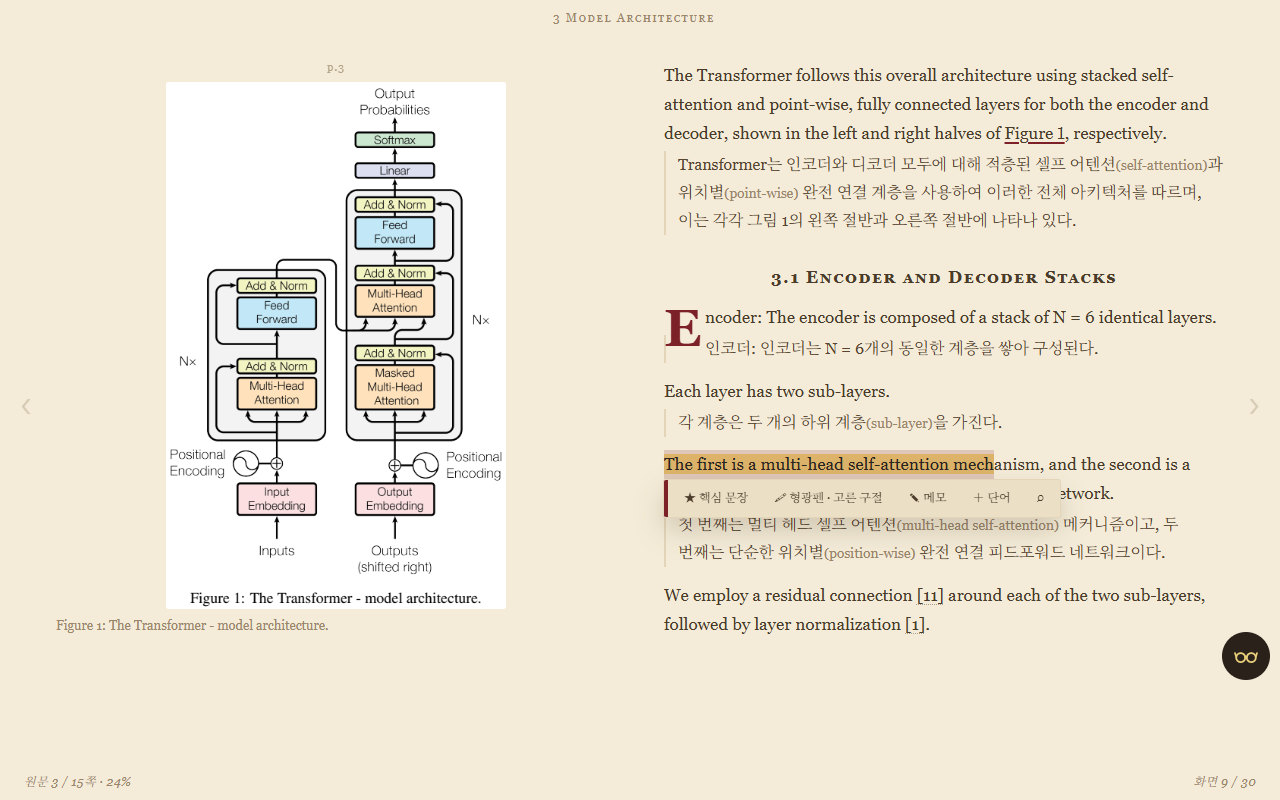 3 Model Architecture
p.3
Output
Probabilities
Softmax
Linear
Add & Norm
Feed
Forward
Add & Norm
Multi-Head
Attention
Add & Norm
Feed
Forward
N×
Add & Norm
Masked
Multi-Head
Attention
N×
Add & Norm
Multi-Head
Attention
Positional
Encoding
Positional
Encoding
Input
Embedding
Output
Embedding
Inputs
Outputs
(shifted right)
Figure 1: The Transformer - model architecture.
Figure 1: The Transformer - model architecture.
The Transformer follows this overall architecture using stacked self-
attention and point-wise, fully connected layers for both the encoder and
decoder, shown in the left and right halves of Figure 1, respectively.
Transformer는 인코더와 디코더 모두에 대해 적층된 셀프 어텐션(self-attention)과
위치별(point-wise) 완전 연결 계층을 사용하여 이러한 전체 아키텍처를 따르며,
이는 각각 그림 1의 왼쪽 절반과 오른쪽 절반에 나타나 있다.
3.1 Encoder and Decoder Stacks
Encoder: The encoder is composed of a stack of N = 6 identical layers.
인코더: 인코더는 N = 6개의 동일한 계층을 쌓아 구성된다.
Each layer has two sub-layers.
각 계층은 두 개의 하위 계층(sub-layer)을 가진다.
The first is a multi-head self-attention mechanism, and the second is a
etwork.
★ 핵심 문장 형광펜 · 고른 구절 메모 + 단어
첫 번째는 멀티 헤드 셀프 어텐션(multi-head self-attention) 메커니즘이고, 두
번째는 단순한 위치별(position-wise) 완전 연결 피드포워드 네트워크이다.
We employ a residual connection [11] around each of the two sub-layers,
followed by layer normalization [1].
원문 3 / 15쪽 · 24%
화면 9 / 30